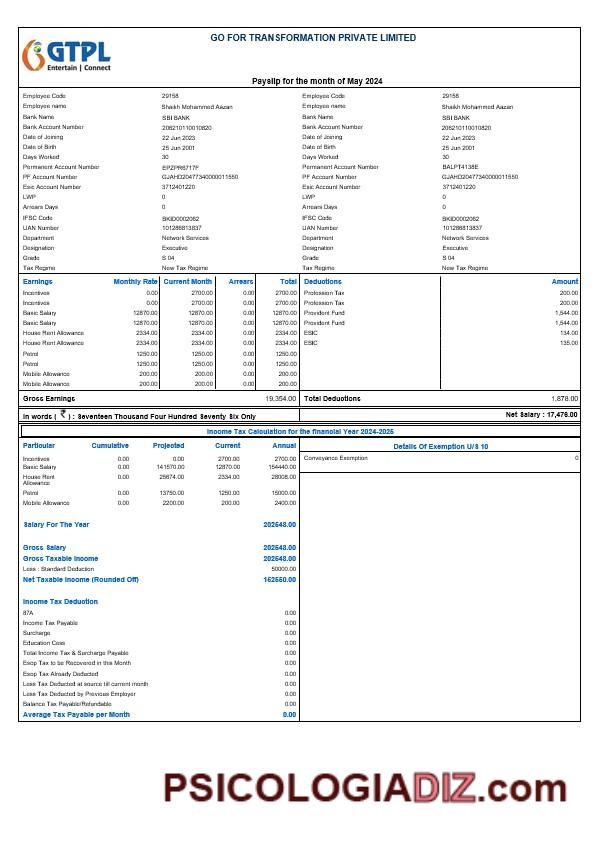 GO FOR TRANSFORMATION PRIVATE LIMITED
GTPL
Entertain | Connect
Payslip for the month of May 2024
Employee Code 29158 Employee Code 29158
Employee name Shaikh Mohammed Aazan Employee name Shaikh Mohammed Aazan
Bank Name SBI BANK Bank Name SBI BANK
Bank Account Number 206210110010820 Bank Account Number 206210110010820
Date of Joining 22 Jun 2023 Date of Joining 22 Jun 2023
Date of Birth 25 Jun 2001 Date of Birth 25 Jun 2001
Days Worked 30 Days Worked 30
Permanent Account Number EPZPR6717F Permanent Account Number BALPT4138E
PF Account Number GJAHD20477340000011550 PF Account Number GJAHD20477340000011550
Esic Account Number 3712401220 Esic Account Number 3712401220
LWP 0 LWP 0
Arrears Days 0 Arrears Days 0
IFSC Code BKID0002062 IFSC Code BKID0002062
UAN Number 101286813837 UAN Number 101286813837
Department Network Services Department Network Services
Designation Executive Designation Executive
Grade S 04 Grade S 04
Tax Regime New Tax Regime Tax Regime New Tax Regime
Earnings Monthly Rate Current Month Arrears Total Deductions Amount
Incentives 0.00 2700.00 0.00 2700.00 Profession Tax 200.00
Incentives 0.00 2700.00 0.00 2700.00 Profession Tax 200.00
Basic Salary 12870.00 12870.00 0.00 12870.00 Provident Fund 1,544.00
Basic Salary 12870.00 12870.00 0.00 12870.00 Provident Fund 1,544.00
House Rent Allowance 2334.00 2334.00 0.00 2334.00 ESIC 134.00
House Rent Allowance 2334.00 2334.00 0.00 2334.00 ESIC 135.00
Petrol 1250.00 1250.00 0.00 1250.00
Petrol 1250.00 1250.00 0.00 1250.00
Mobile Allowance 200.00 200.00 0.00 200.00
Mobile Allowance 200.00 200.00 0.00 200.00
Gross Earnings 19,354.00 Total Deductions 1,878.00
In words ( ₹ ) : Seventeen Thousand Four Hundred Seventy Six Only Net Salary : 17,476.00
Income Tax Calculation for the financial Year 2024-2025
Particular Cumulative Projected Current Annual Details Of Exemption U/S 10
Incentives 0.00 0.00 2700.00 2700.00 Conveyance Exemption 0
Basic Salary 0.00 141570.00 12870.00 154440.00
House Rent Allowance 0.00 25674.00 2334.00 28008.00
Petrol 0.00 13750.00 1250.00 15000.00
Mobile Allowance 0.00 2200.00 200.00 2400.00
Salary For The Year 202548.00
Gross Salary 202548.00
Gross Taxable Income 202548.00
Less : Standard Deduction 50000.00
Net Taxable Income (Rounded Off) 152550.00
Income Tax Deduction
87A 0.00
Income Tax Payable 0.00
Surcharge 0.00
Education Cess 0.00
Total Income Tax & Surcharge Payable 0.00
Esop Tax to be Recovered in this Month 0.00
Esop Tax Already Deducted 0.00
Less Tax Deducted at source till current month 0.00
Less Tax Deducted by Previous Employer 0.00
Balance Tax Payable/Refundable 0.00
Average Tax Payable per Month 0.00
PSICOLOGIADIZ.com